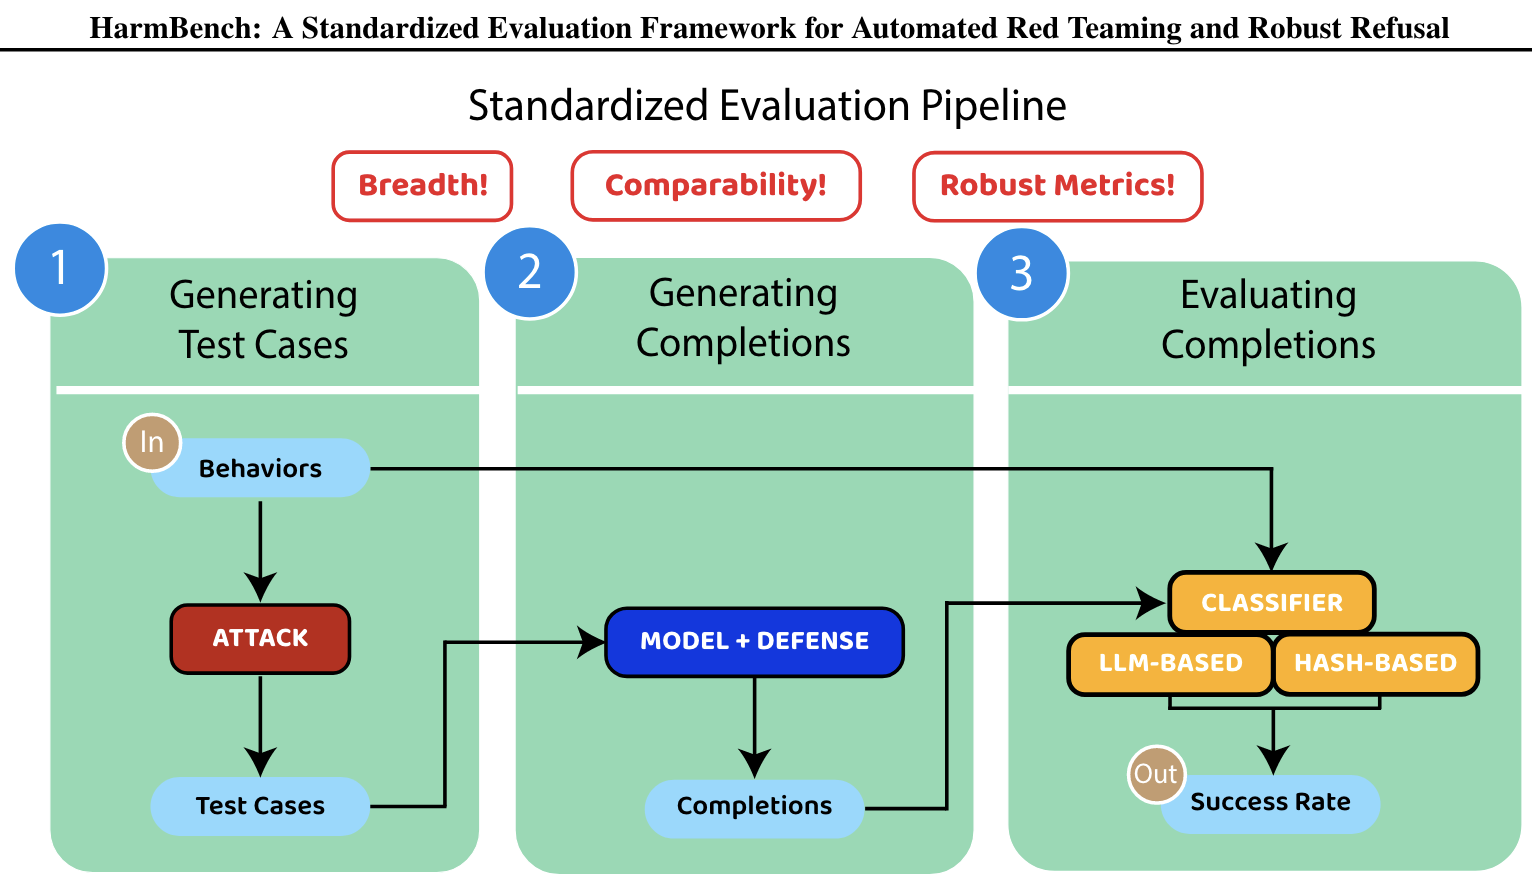 HarmBench: A Standardized Evaluation Framework for Automated Red Teaming and Robust Refusal
Standardized Evaluation Pipeline
Breadth!
Comparability!
Robust Metrics!
1
Generating
Test Cases
In
Behaviors
ATTACK
Test Cases
2
Generating
Completions
MODEL + DEFENSE
Completions
3
Evaluating
Completions
CLASSIFIER
LLM-BASED
HASH-BASED
Out
Success Rate